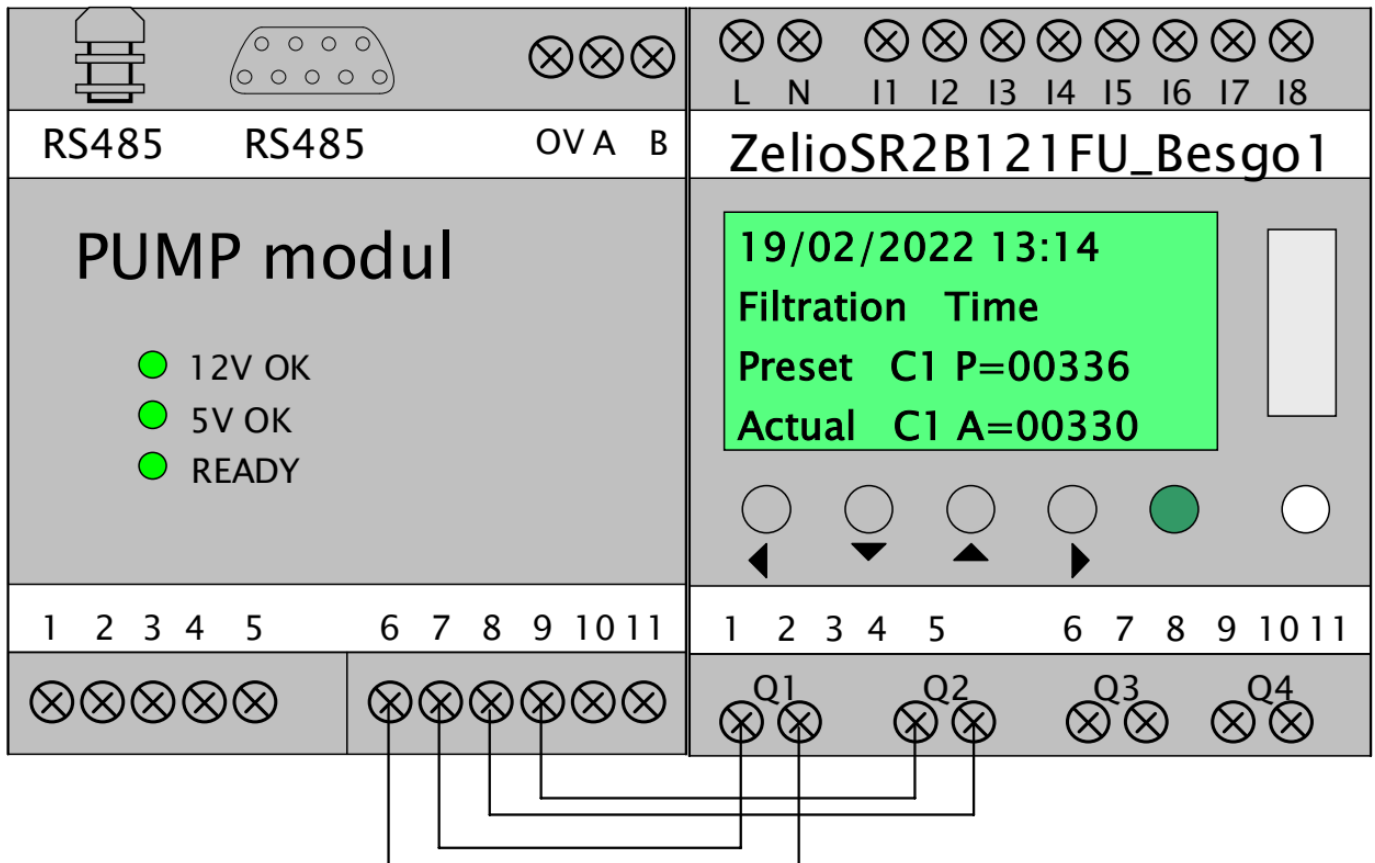 RS485 RS485 OV A B
PUMP modul
12V OK
5V OK
READY
1 2 3 4 5 6 7 8 9 10 11
L N I1 I2 I3 I4 I5 I6 I7 I8
ZelioSR2B121FU_Besgo1
19/02/2022 13:14
Filtration Time
Preset C1 P=00336
Actual C1 A=00330
1 2 3 4 5 6 7 8 9 10 11
Q1 Q2 Q3 Q4